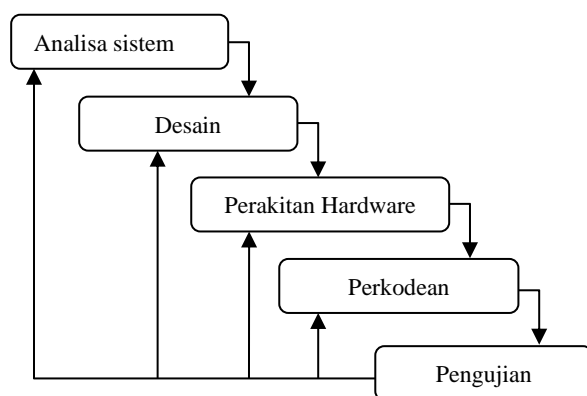 Analisa sistem
Desain
Perakitan Hardware
Perkodean
Pengujian